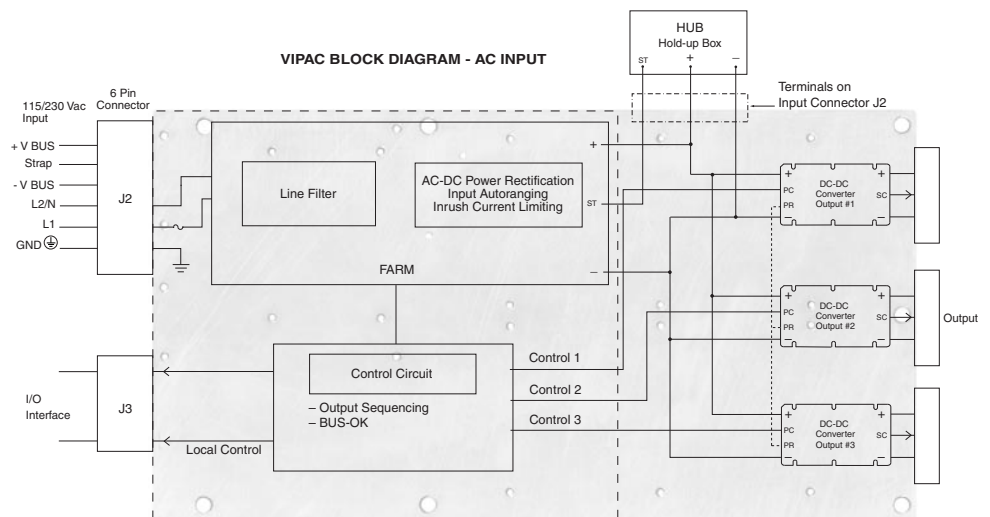 VIPAC BLOCK DIAGRAM - AC INPUT
HUB
Hold-up Box
ST
+
–
Terminals on
Input Connector J2
115/230 Vac
Input
6 Pin
Connector
+ V BUS
Strap
- V BUS
L2/N
L1
GND
J2
Line Filter
AC-DC Power Rectification
Input Autoranging
Inrush Current Limiting
+
ST
–
FARM
+
PC
PR
–
DC-DC
Converter
Output #1
+
SC
–
+
PC
PR
–
DC-DC
Converter
Output #2
+
SC
–
Output
+
PC
PR
–
DC-DC
Converter
Output #3
+
SC
–
Control Circuit
– Output Sequencing
– BUS-OK
Control 1
Control 2
Control 3
I/O
Interface
J3
Local Control